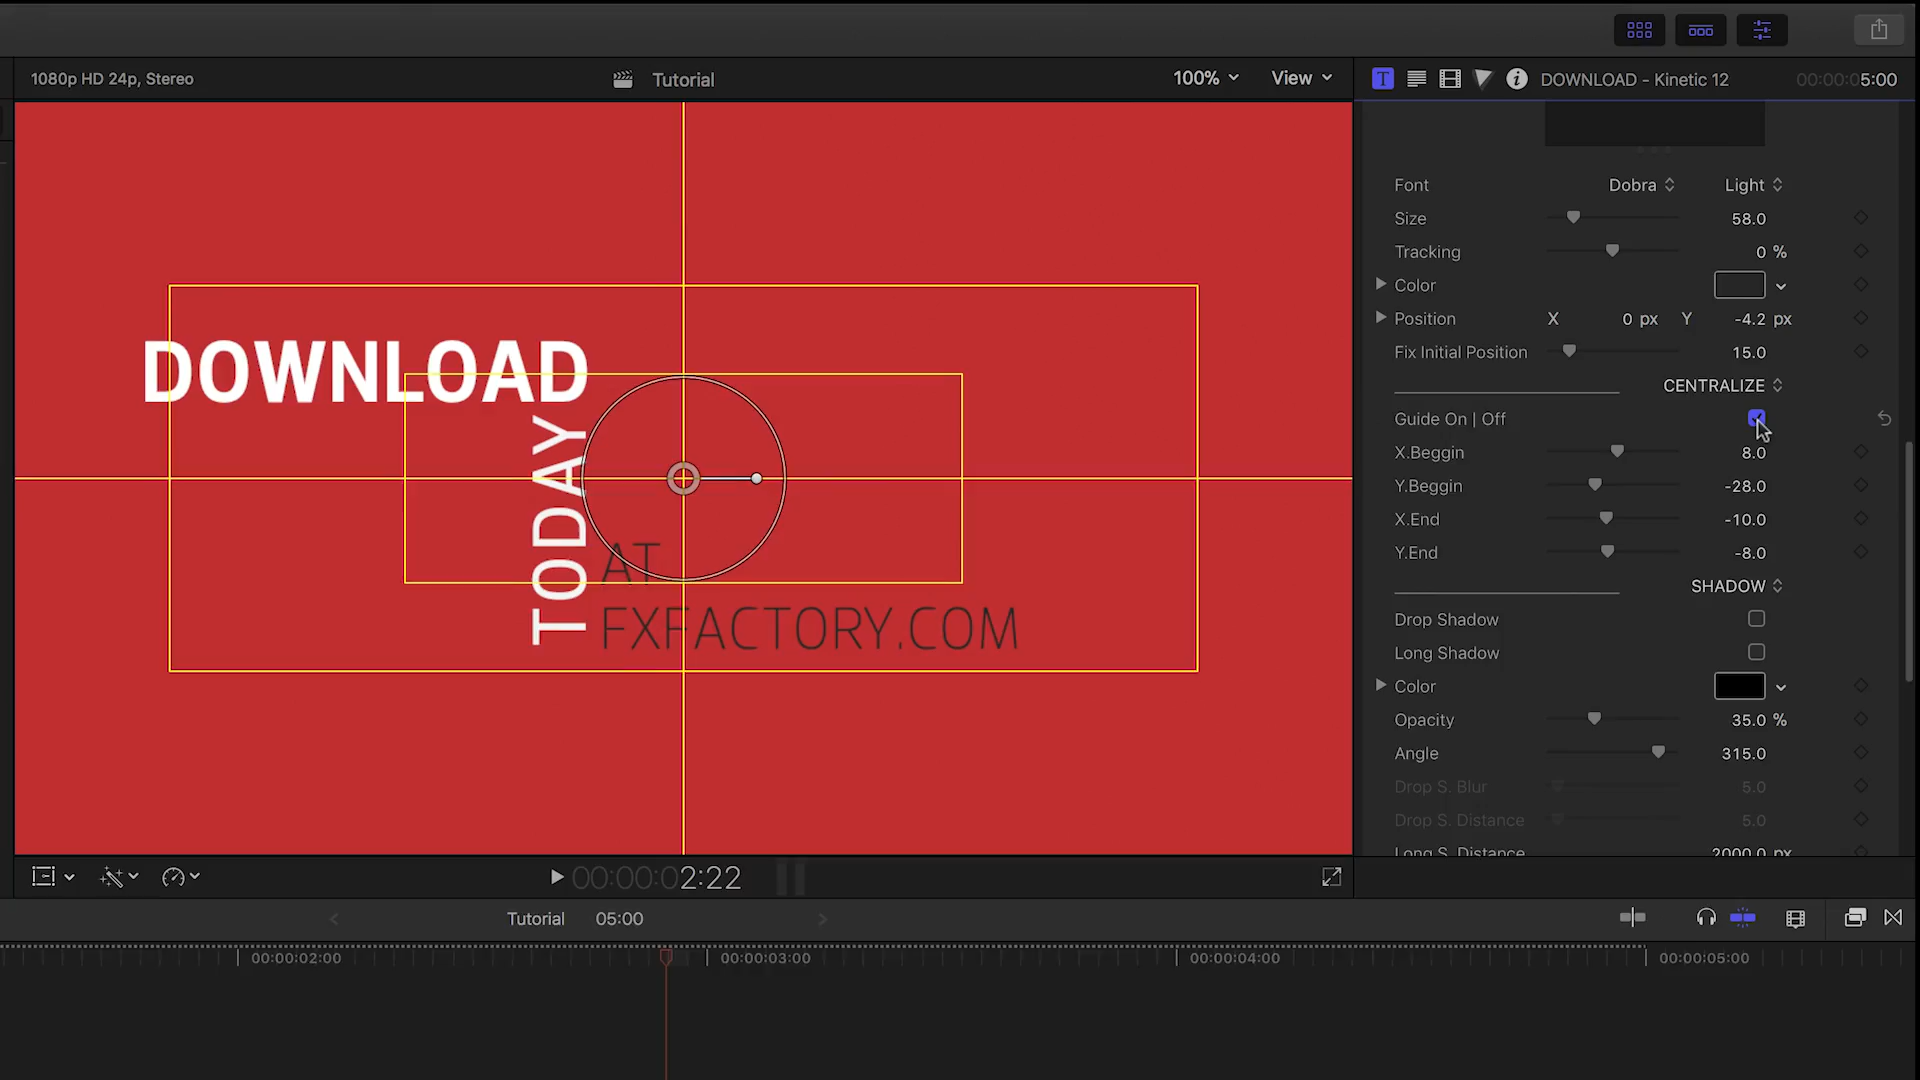 1080p HD 24p, Stereo
Tutorial
100%
View
T
DOWNLOAD - Kinetic 12
00:00:05:00
DOWNLOAD
TODAY
AT
FXFACTORY.COM
Font Dobra Light
Size 58.0
Tracking 0 %
Color
Position X 0 px Y -4.2 px
Fix Initial Position 15.0
CENTRALIZE
Guide On | Off
X.Beggin 8.0
Y.Beggin -28.0
X.End -10.0
Y.End -8.0
SHADOW
Drop Shadow
Long Shadow
Color
Opacity 35.0 %
Angle 315.0
Drop S. Blur 5.0
Drop S. Distance 5.0
Long S. Distance 2000.0 px
00:00:02:22
Tutorial 05:00
00:00:02:00
00:00:03:00
00:00:04:00
00:00:05:00